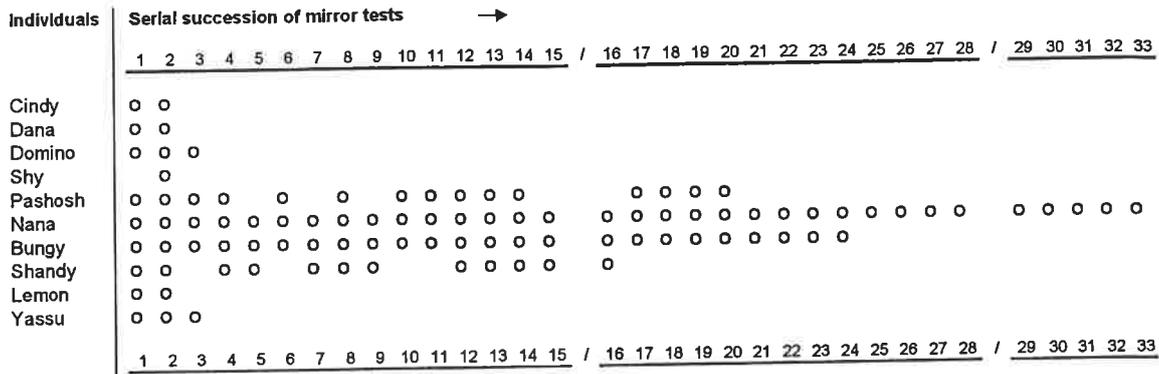 Individuals Serial succession of mirror tests →
1 2 3 4 5 6 7 8 9 10 11 12 13 14 15 / 16 17 18 19 20 21 22 23 24 25 26 27 28 / 29 30 31 32 33
Cindy o o
Dana o o
Domino o o o
Shy o
Pashosh o o o o o o o o o o o o o o o
Nana o o o o o o o o o o o o o o o o o o o o o o o o o o o o o o o o o
Bungy o o o o o o o o o o o o o o o o o o o o o o o o
Shandy o o o o o o o o o o o o
Lemon o o
Yassu o o o
1 2 3 4 5 6 7 8 9 10 11 12 13 14 15 / 16 17 18 19 20 21 22 23 24 25 26 27 28 / 29 30 31 32 33